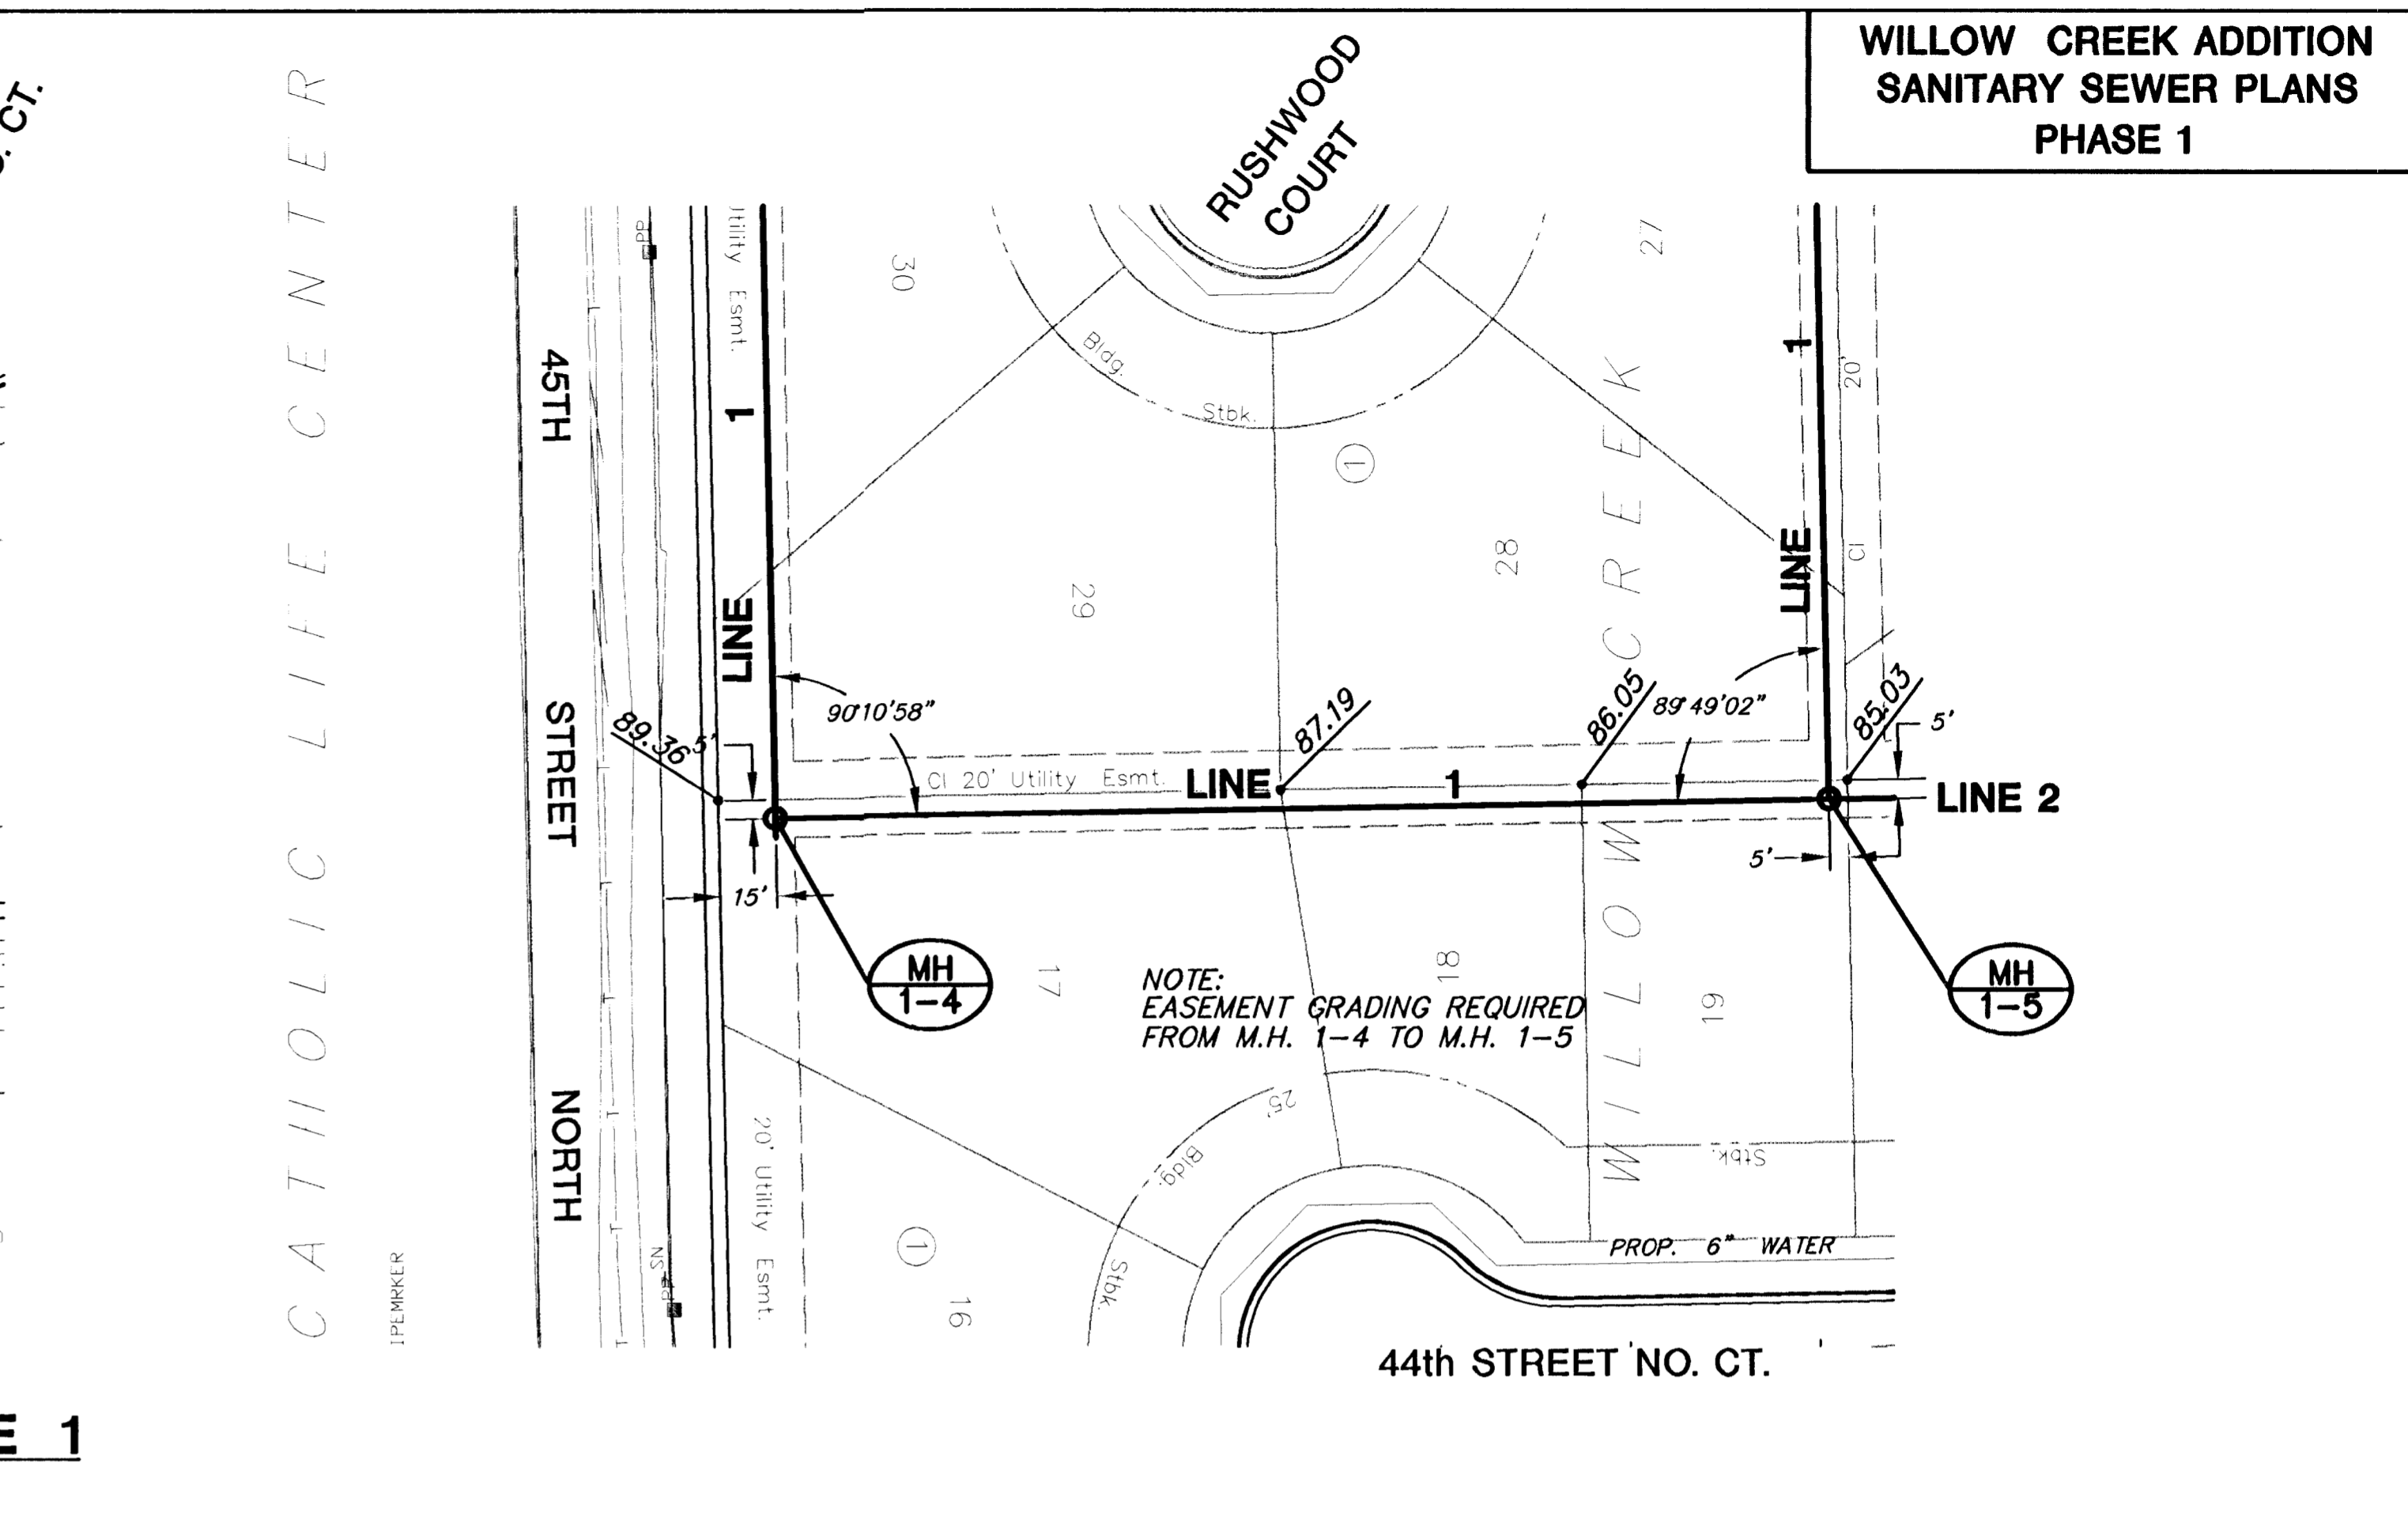 WILLOW CREEK ADDITION
SANITARY SEWER PLANS
PHASE 1
CT.
CATHOLIC LIFE CENTER
IPEMRKER
45TH
STREET
NORTH
PP
Utility Esmt.
LINE 1
RUSHWOOD
COURT
30
27
Bldg.
Stbk.
1
29
28
WILLOW CREEK
LINE 1
20'
Cl
90°10'58"
89°49'02"
89.36
5'
87.19
86.05
85.03
5'
Cl 20' Utility Esmt.
LINE 1
LINE 2
15'
5'
MH
1-4
MH
1-5
17
18
19
NOTE:
EASEMENT GRADING REQUIRED
FROM M.H. 1-4 TO M.H. 1-5
20' Utility Esmt.
25'
Bldg.
Stbk.
Stbk.
1
16
SN
PP
PROP. 6" WATER
44th STREET NO. CT.
1